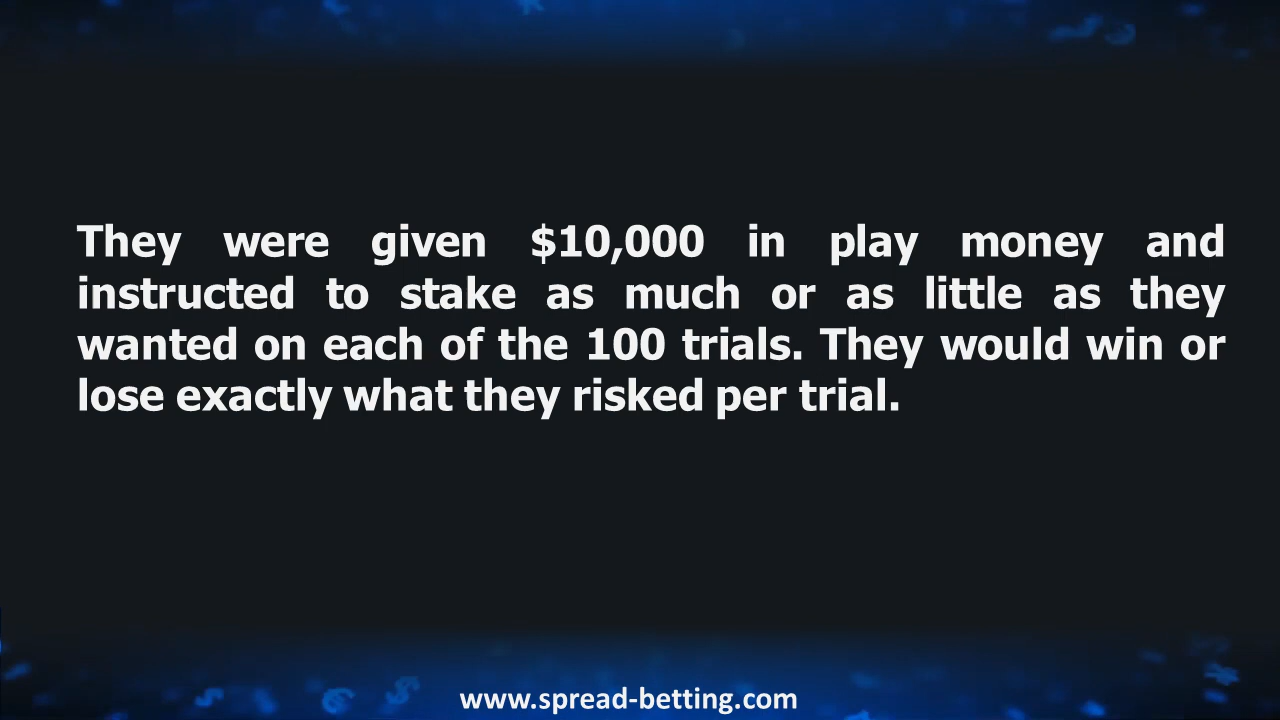 They were given $10,000 in play money and
instructed to stake as much or as little as they
wanted on each of the 100 trials. They would win or
lose exactly what they risked per trial.
www.spread-betting.com